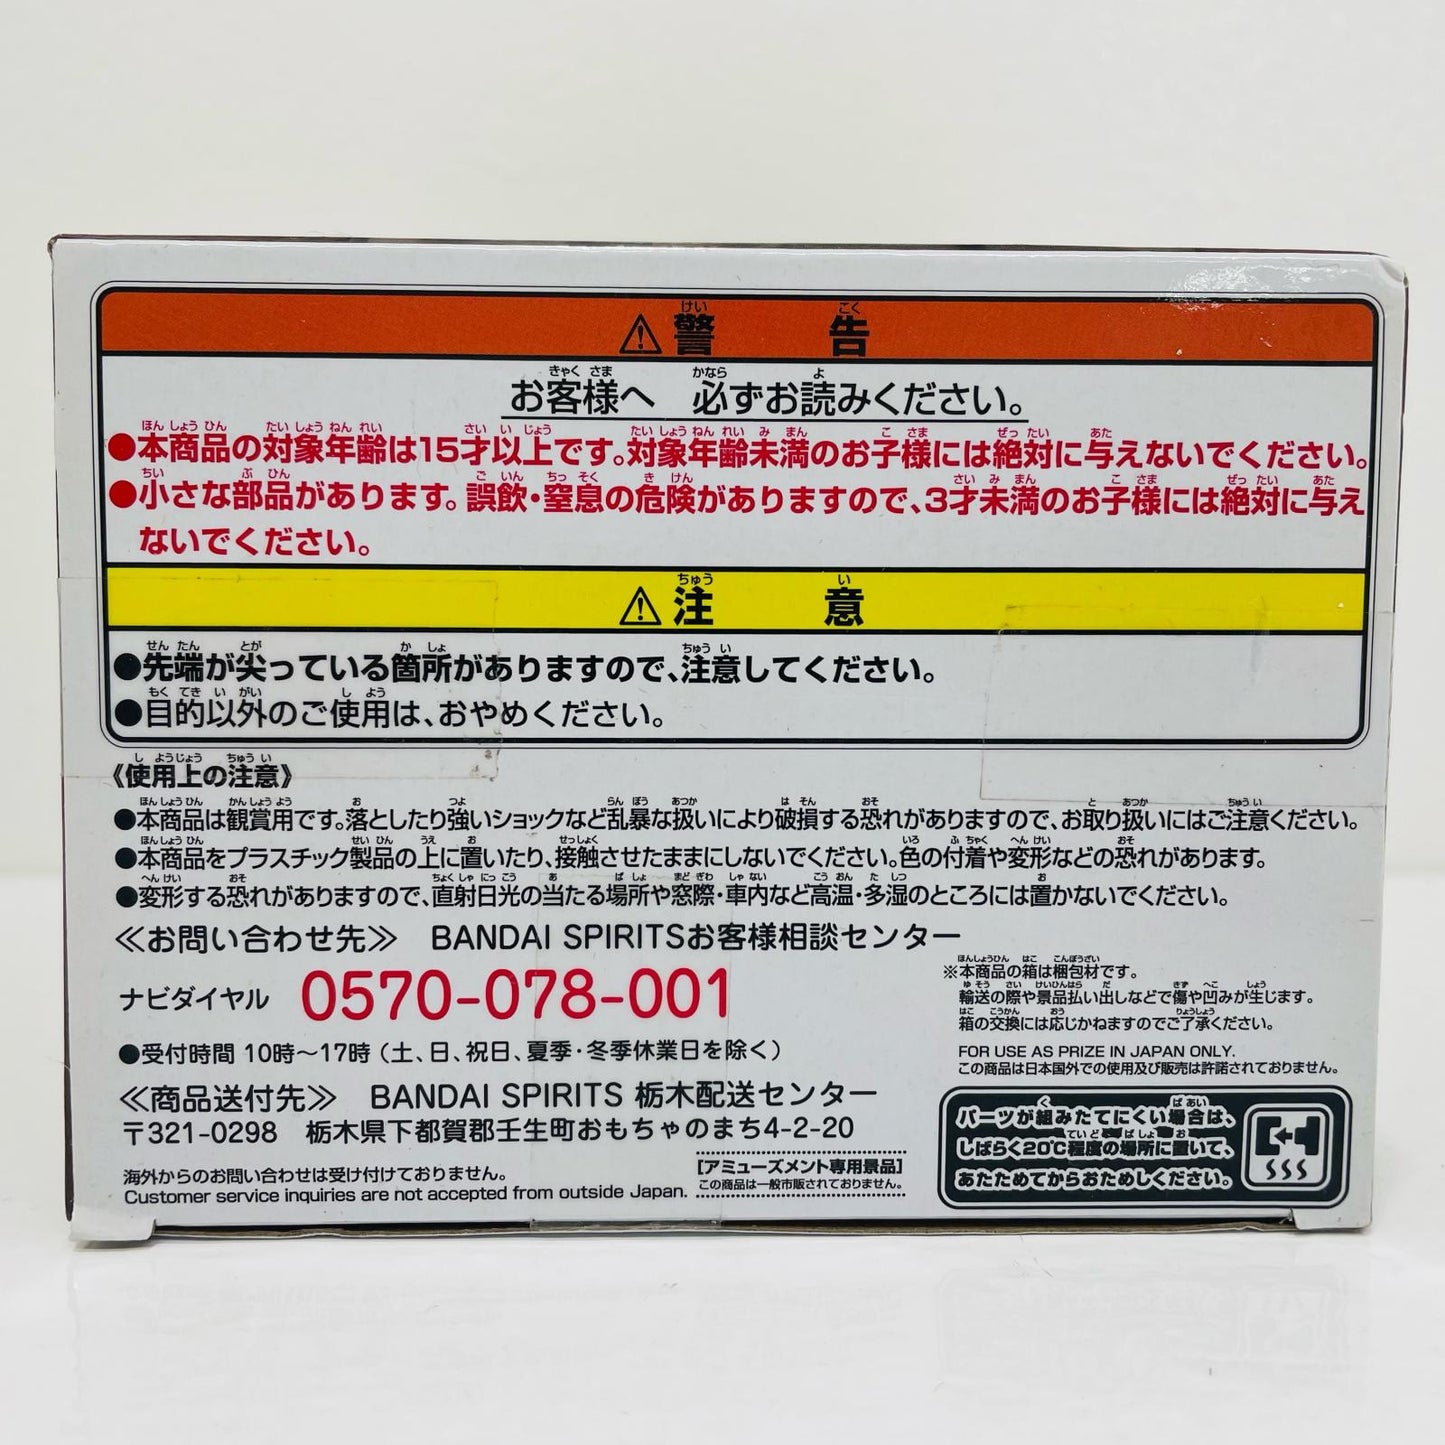 ⚠警告
お客様へ 必ずお読みください。
●本商品の対象年齢は15才以上です。対象年齢未満のお子様には絶対に与えないでください。
●小さな部品があります。誤飲・窒息の危険がありますので、3才未満のお子様には絶対に与え
ないでください。
⚠注意
●先端が尖っている箇所がありますので、注意してください。
●目的以外のご使用は、おやめください。
《使用上の注意》
●本商品は観賞用です。落としたり強いショックなど乱暴な扱いにより破損する恐れがありますので、お取り扱いにはご注意ください。
●本商品をプラスチック製品の上に置いたり、接触させたままにしないでください。色の付着や変形などの恐れがあります。
●変形する恐れがありますので、直射日光の当たる場所や窓際・車内など高温・多湿のところには置かないでください。
≪お問い合わせ先≫ BANDAI SPIRITSお客様相談センター
ナビダイヤル 0570-078-001
●受付時間 10時～17時（土、日、祝日、夏季・冬季休業日を除く）
≪商品送付先≫ BANDAI SPIRITS 栃木配送センター
〒321-0298 栃木県下都賀郡壬生町おもちゃのまち4-2-20
海外からのお問い合わせは受け付けておりません。
Customer service inquiries are not accepted from outside Japan.
[アミューズメント専用景品]
この商品は一般市販されておりません。
※本商品の箱は梱包材です。
輸送の際や景品払い出しなどで傷や凹みが生じます。
箱の交換には応じかねますのでご了承ください。
FOR USE AS PRIZE IN JAPAN ONLY.
この商品は日本国外での使用及び販売は許諾されておりません。
パーツが組みたてにくい場合は、
しばらく20℃程度の場所に置いて、
あたためてからおためしください。